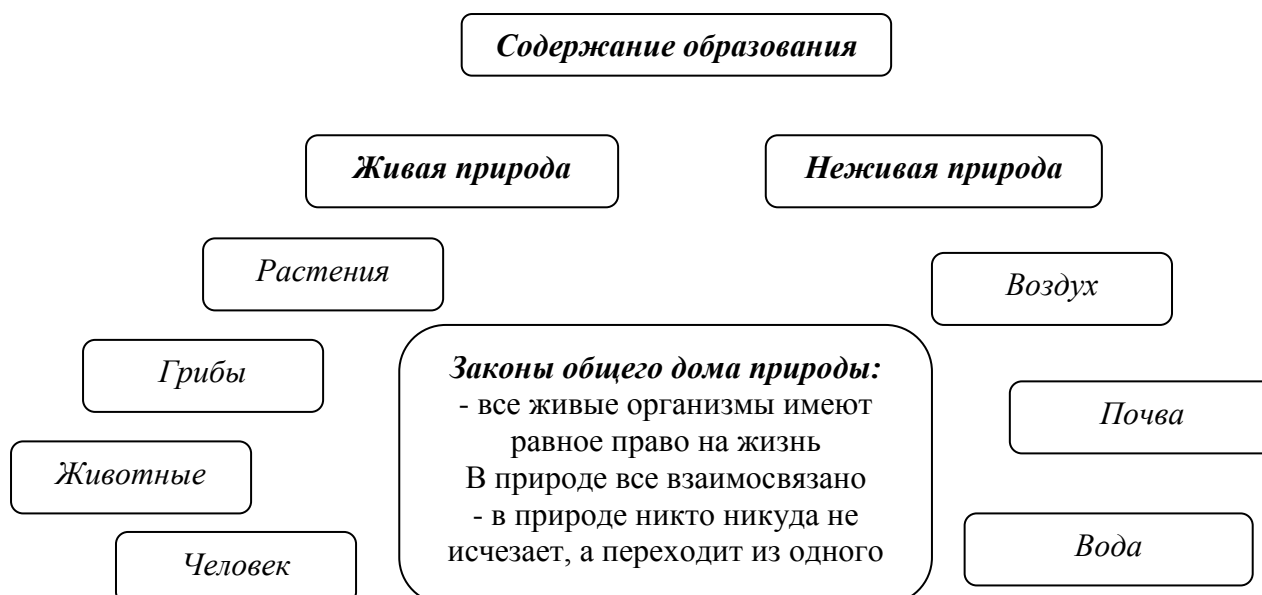 Содержание образования
Живая природа
Неживая природа
Растения
Воздух
Грибы
Законы общего дома природы:
- все живые организмы имеют
равное право на жизнь
В природе все взаимосвязано
- в природе никто никуда не
исчезает, а переходит из одного
Почва
Животные
Вода
Человек